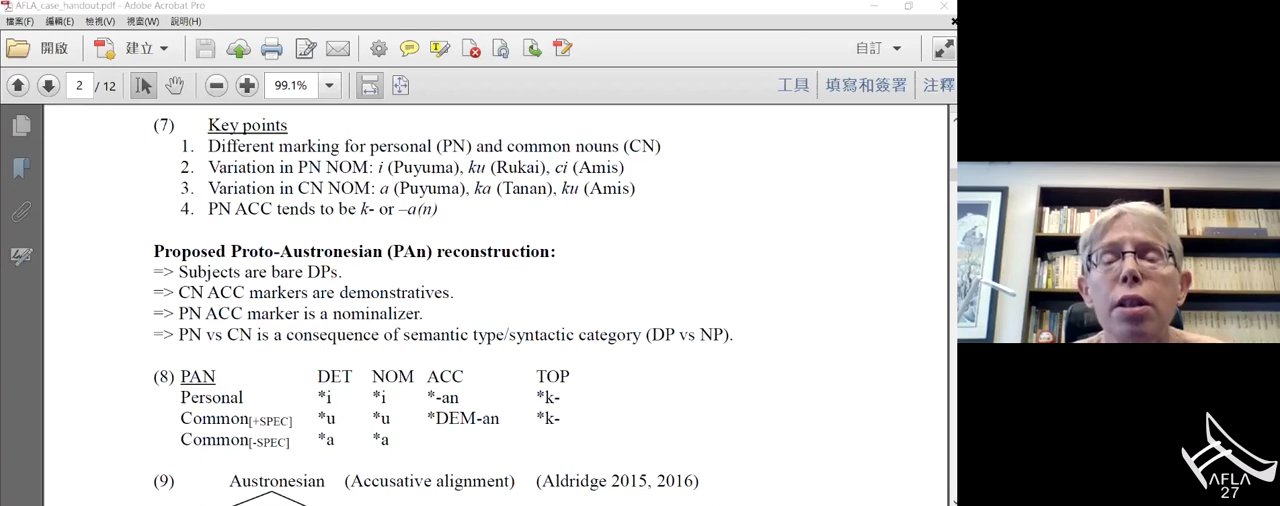 AFLA_case_handout.pdf - Adobe Acrobat Pro
檔案(F) 編輯(E) 檢視(V) 視窗(W) 說明(H)
開啟 建立 自訂
2 / 12 99.1% 工具 填寫和簽署 注釋
(7) Key points
1. Different marking for personal (PN) and common nouns (CN)
2. Variation in PN NOM: i (Puyuma), ku (Rukai), ci (Amis)
3. Variation in CN NOM: a (Puyuma), ka (Tanan), ku (Amis)
4. PN ACC tends to be k- or –a(n)
Proposed Proto-Austronesian (PAn) reconstruction:
=> Subjects are bare DPs.
=> CN ACC markers are demonstratives.
=> PN ACC marker is a nominalizer.
=> PN vs CN is a consequence of semantic type/syntactic category (DP vs NP).
(8) PAN DET NOM ACC TOP
Personal *i *i *-an *k-
Common[+SPEC] *u *u *DEM-an *k-
Common[-SPEC] *a *a
(9) Austronesian (Accusative alignment) (Aldridge 2015, 2016)
AFLA
27